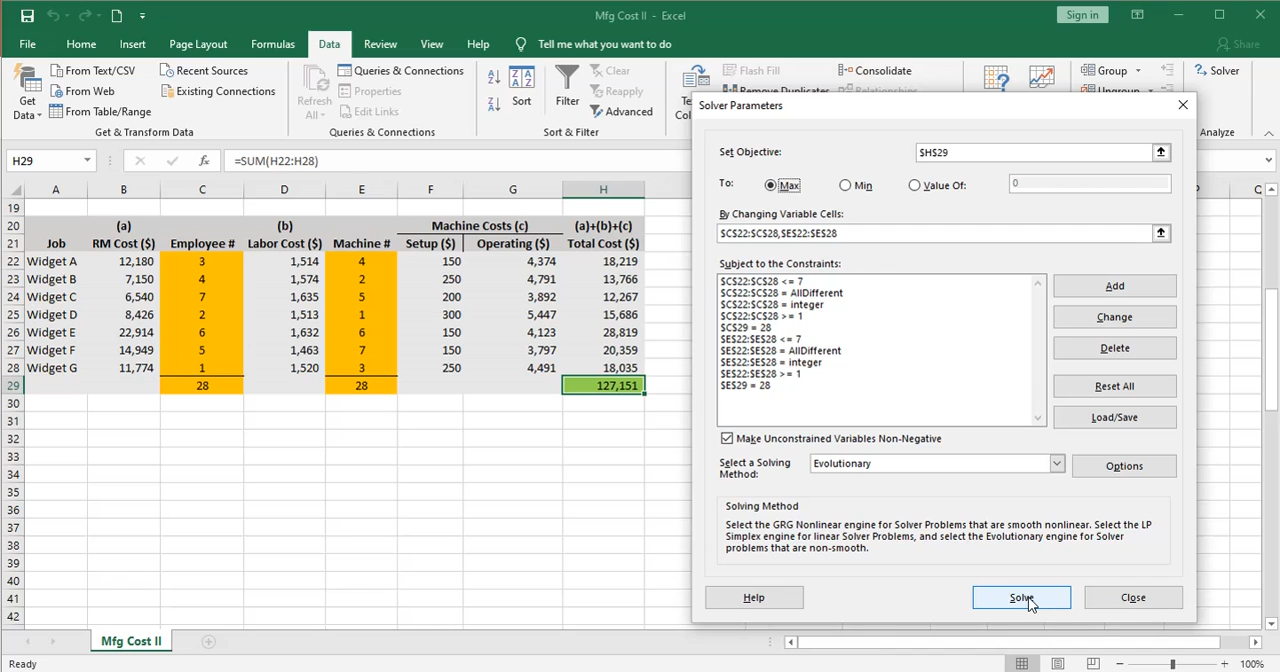 Mfg Cost II - Excel
Sign in
File Home Insert Page Layout Formulas Data Review View Help Tell me what you want to do Share
From Text/CSV
From Web
From Table/Range
Recent Sources
Existing Connections
Get Data
Get & Transform Data
Refresh All
Queries & Connections
Properties
Edit Links
Queries & Connections
Sort
Filter
Clear
Reapply
Advanced
Sort & Filter
Flash Fill
Consolidate
Group
Solver
Analyze
H29 fx =SUM(H22:H28)
A B C D E F G H
19
20 (a) (b) Machine Costs (c) (a)+(b)+(c)
21 Job RM Cost ($) Employee # Labor Cost ($) Machine # Setup ($) Operating ($) Total Cost ($)
22 Widget A 12,180 3 1,514 4 150 4,374 18,219
23 Widget B 7,150 4 1,574 2 250 4,791 13,766
24 Widget C 6,540 7 1,635 5 200 3,892 12,267
25 Widget D 8,426 2 1,513 1 300 5,447 15,686
26 Widget E 22,914 6 1,632 6 150 4,123 28,819
27 Widget F 14,949 5 1,463 7 150 3,797 20,359
28 Widget G 11,774 1 1,520 3 250 4,491 18,035
29 28 28 127,151
30
31
32
33
34
35
36
37
38
39
40
41
42
Solver Parameters
Set Objective: $H$29
To: Max Min Value Of: 0
By Changing Variable Cells:
$C$22:$C$28,$E$22:$E$28
Subject to the Constraints:
$C$22:$C$28 <= 7
$C$22:$C$28 = AllDifferent
$C$22:$C$28 = integer
$C$22:$C$28 >= 1
$C$29 = 28
$E$22:$E$28 <= 7
$E$22:$E$28 = AllDifferent
$E$22:$E$28 = integer
$E$22:$E$28 >= 1
$E$29 = 28
Add
Change
Delete
Reset All
Load/Save
Make Unconstrained Variables Non-Negative
Select a Solving Method: Evolutionary
Options
Solving Method
Select the GRG Nonlinear engine for Solver Problems that are smooth nonlinear. Select the LP
Simplex engine for linear Solver Problems, and select the Evolutionary engine for Solver
problems that are non-smooth.
Help
Solve
Close
Mfg Cost II
Ready
100%